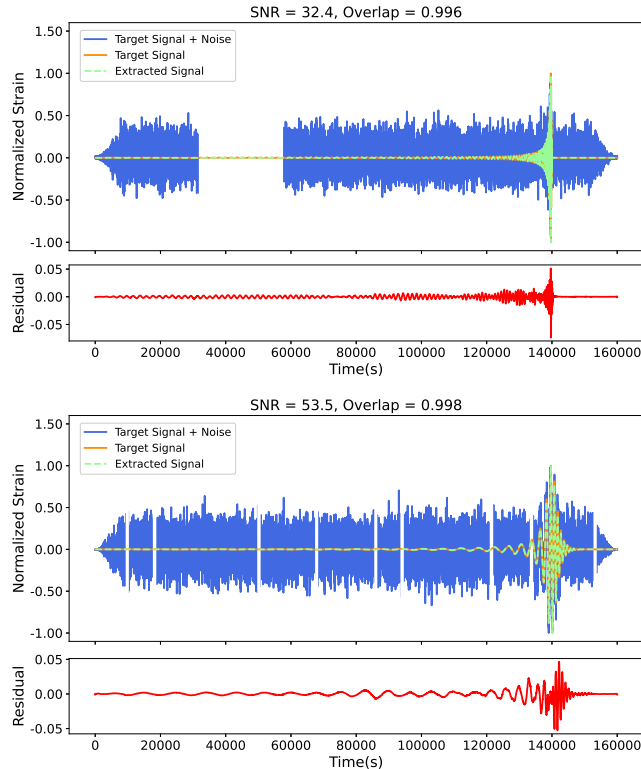 SNR = 32.4, Overlap = 0.996
1.50
1.00
0.50
0.00
-0.50
-1.00
Normalized Strain
Target Signal + Noise
Target Signal
Extracted Signal
0.05
0.00
-0.05
Residual
0 20000 40000 60000 80000 100000 120000 140000 160000
Time(s)
SNR = 53.5, Overlap = 0.998
1.50
1.00
0.50
0.00
-0.50
-1.00
Normalized Strain
Target Signal + Noise
Target Signal
Extracted Signal
0.05
0.00
-0.05
Residual
0 20000 40000 60000 80000 100000 120000 140000 160000
Time(s)